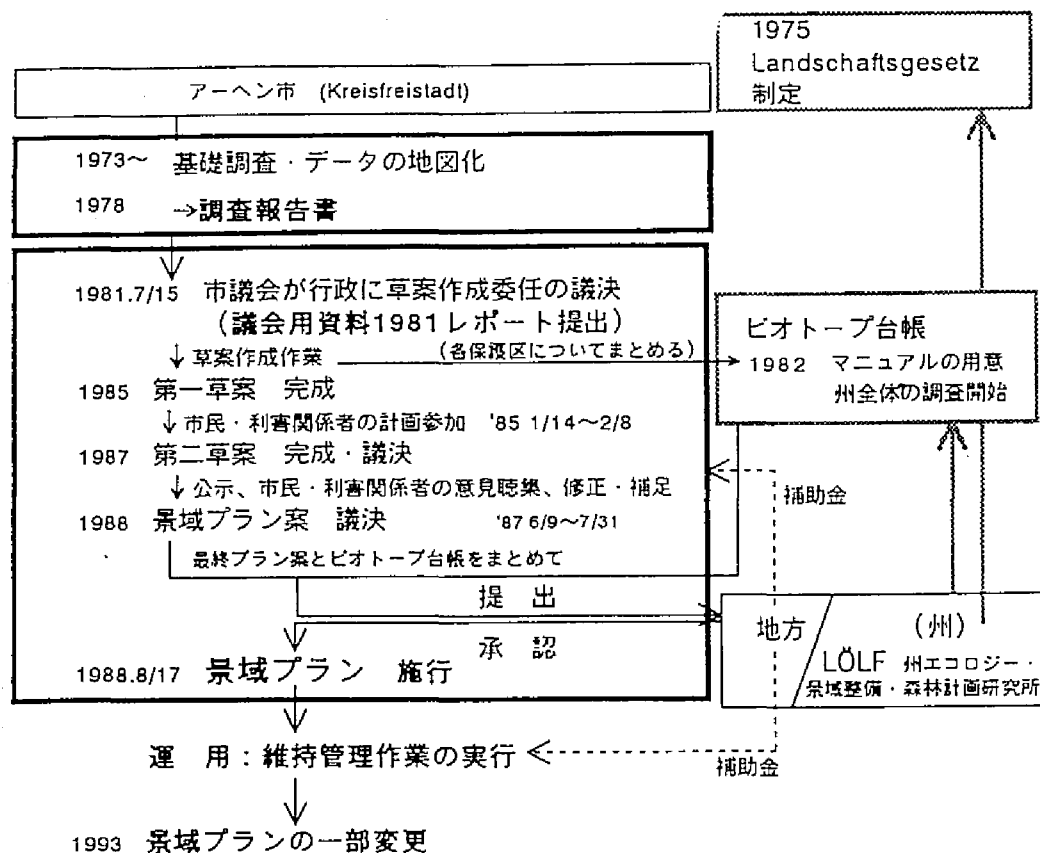 1975
Landschaftsgesetz
制定
アーヘン市 (Kreisfreistadt)
1973～ 基礎調査・データの地図化
1978 →調査報告書
1981.7/15 市議会が行政に草案作成委任の議決
(議会用資料1981レポート提出)
↓草案作成作業 (各保護区についてまとめる)
1985 第一草案 完成
↓市民・利害関係者の計画参加 '85 1/14～2/8
1987 第二草案 完成・議決
↓公示、市民・利害関係者の意見聴集、修正・補足
1988 景域プラン案 議決 '87 6/9～7/31
最終プラン案とビオトープ台帳をまとめて
提 出
承 認
1988.8/17 景域プラン 施行
ビオトープ台帳
1982 マニュアルの用意
州全体の調査開始
補助金
地方 (州)
LÖLF 州エコロジー・
景域整備・森林計画研究所
運 用：維持管理作業の実行
補助金
1993 景域プランの一部変更